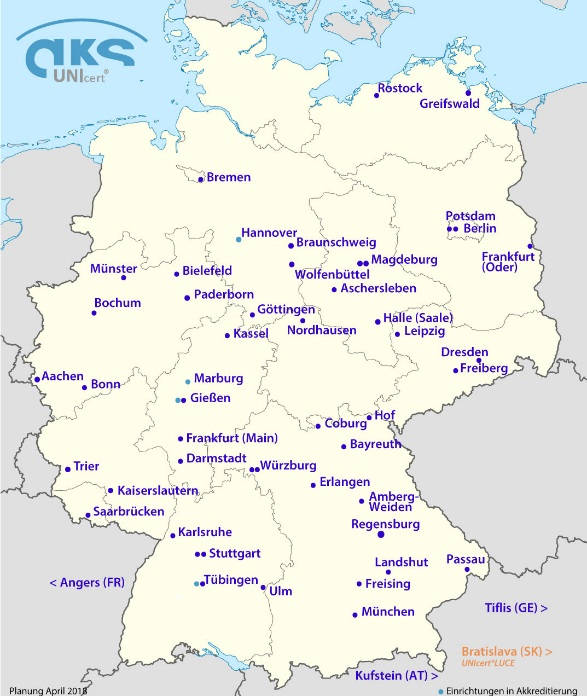 aks
UNIcert®
Rostock
Greifswald
Bremen
Hannover
Potsdam
Berlin
Braunschweig
Frankfurt
(Oder)
Münster
Bielefeld
Wolfenbüttel
Magdeburg
Aschersleben
Paderborn
Bochum
Göttingen
Halle (Saale)
Nordhausen
Leipzig
Kassel
Dresden
Freiberg
Aachen
Bonn
Marburg
Gießen
Hof
Coburg
Frankfurt (Main)
Bayreuth
Darmstadt
Würzburg
Trier
Erlangen
Kaiserslautern
Amberg-
Weiden
Saarbrücken
Regensburg
Karlsruhe
Stuttgart
Landshut
Passau
< Angers (FR)
Tübingen
Ulm
Freising
Tiflis (GE) >
München
Bratislava (SK) >
UNIcert®LUCE
Kufstein (AT) >
Planung April 2018
Einrichtungen in Akkreditierung